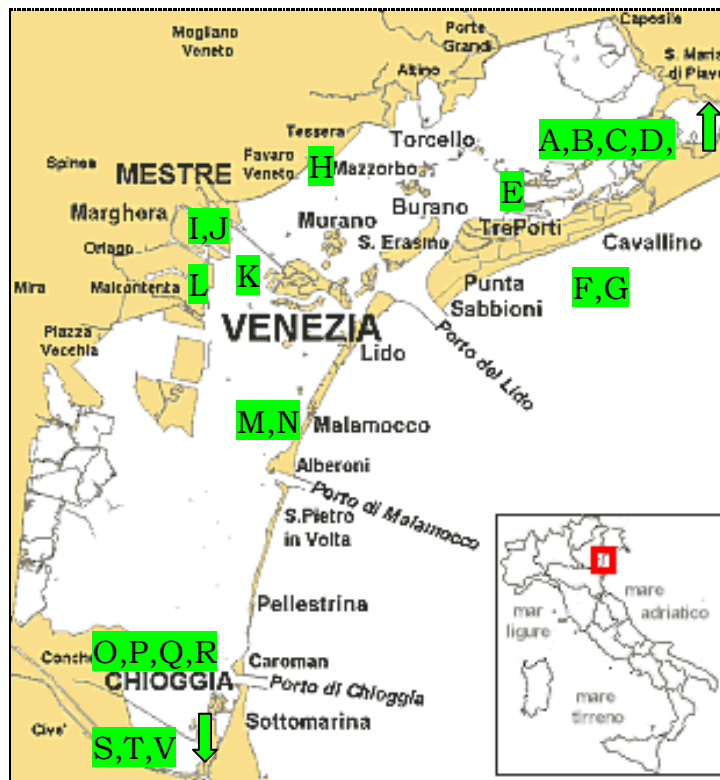 Mogliano
Veneto
Porte
Grandi
Caposile
S. Maria
di Piave
Altino
Tessera
Torcello
A,B,C,D,
Spinea
Favaro
Veneto
H
Mazzorbo
MESTRE
E
Burano
Marghera
I,J
Murano
S. Erasmo
TrePorti
Cavallino
Oriago
Mira
Malcontenta
L
K
Punta
Sabbioni
F,G
VENEZIA
Piazza
Vecchia
Lido
Porto del Lido
M,N
Malamocco
Alberoni
Porto di Malamocco
S.Pietro
in Volta
Pellestrina
mare
adriatico
mar
ligure
mare
tirreno
Conche
O,P,Q,R
Caroman
CHIOGGIA
Porto di Chioggia
Sottomarina
Cive'
S,T,V